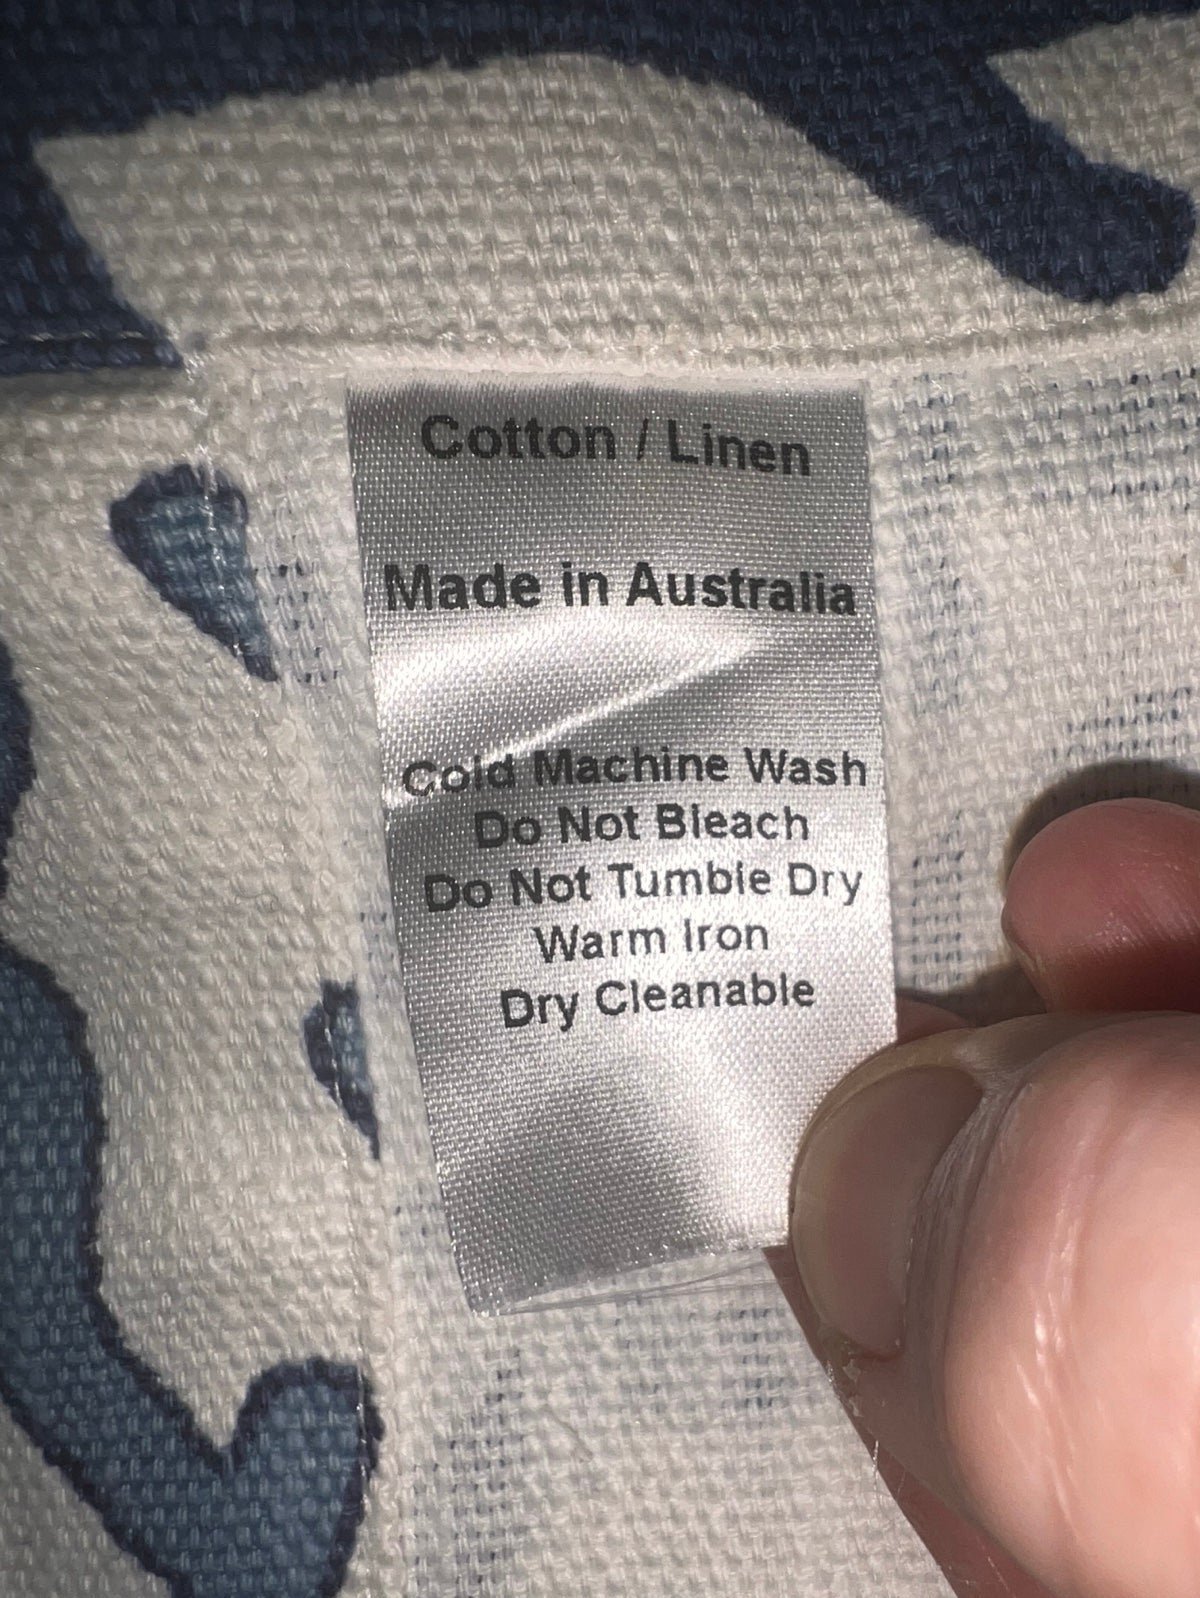 Cotton / Linen
Made in Australia
Cold Machine Wash
Do Not Bleach
Do Not Tumble Dry
Warm Iron
Dry Cleanable